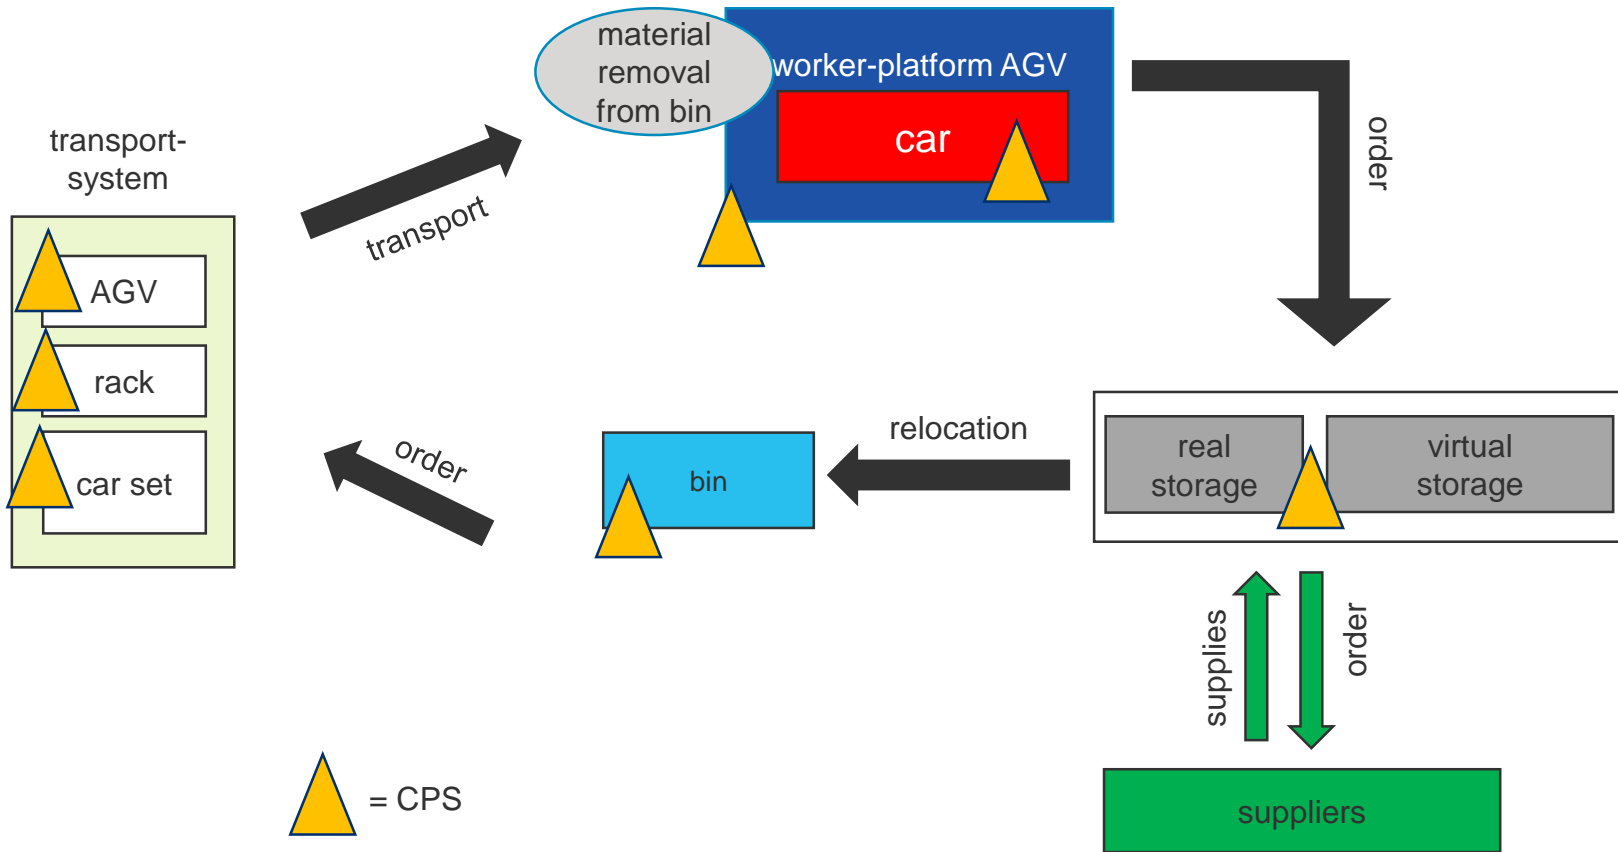 material
removal
from bin
worker-platform AGV
car
order
transport-
system
transport
AGV
rack
car set
order
relocation
bin
real
storage
virtual
storage
supplies
order
= CPS
suppliers